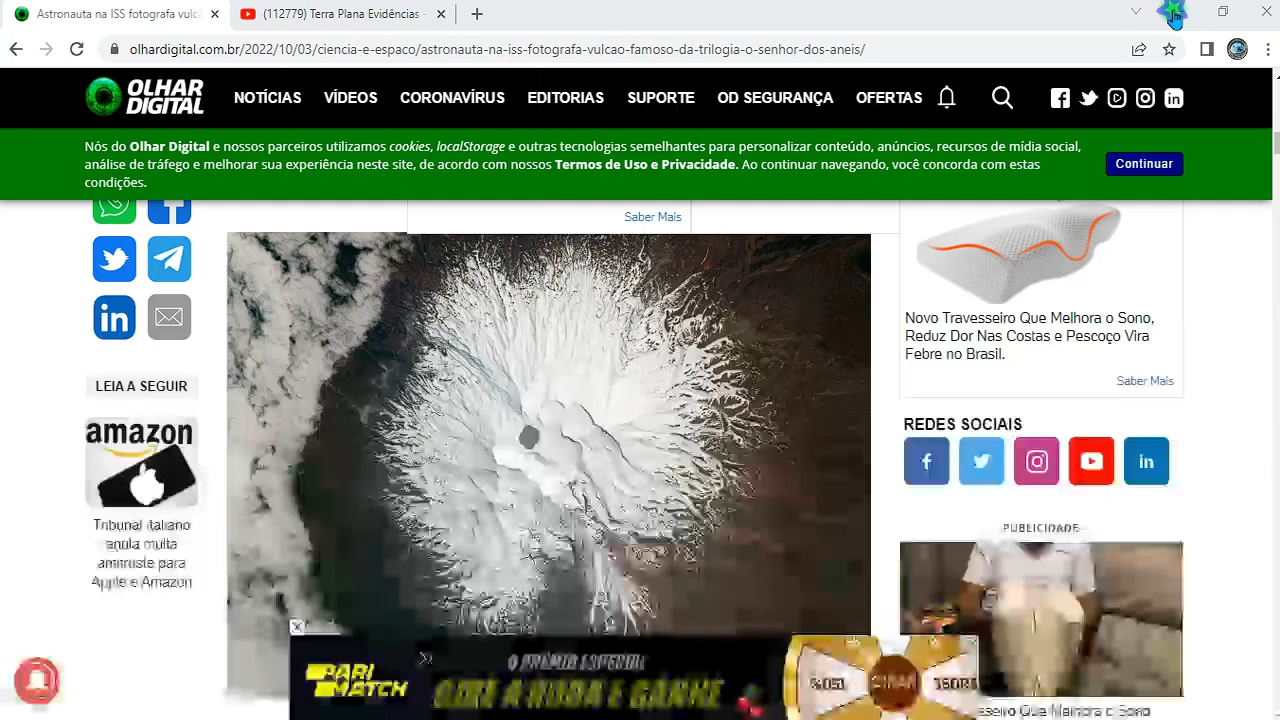 Astronauta na ISS fotografa vulcã
(112779) Terra Plana Evidências -
olhardigital.com.br/2022/10/03/ciencia-e-espaco/astronauta-na-iss-fotografa-vulcao-famoso-da-trilogia-o-senhor-dos-aneis/
OLHAR
DIGITAL
NOTÍCIAS VÍDEOS CORONAVÍRUS EDITORIAS SUPORTE OD SEGURANÇA OFERTAS
Nós do Olhar Digital e nossos parceiros utilizamos cookies, localStorage e outras tecnologias semelhantes para personalizar conteúdo, anúncios, recursos de mídia social,
análise de tráfego e melhorar sua experiência neste site, de acordo com nossos Termos de Uso e Privacidade. Ao continuar navegando, você concorda com estas
condições.
Continuar
Saber Mais
LEIA A SEGUIR
amazon
Tribunal italiano
anula multa
antitruste para
Apple e Amazon
Novo Travesseiro Que Melhora o Sono,
Reduz Dor Nas Costas e Pescoço Vira
Febre no Brasil.
Saber Mais
REDES SOCIAIS
PUBLICIDADE
PARI
MATCH
GIRE A RODA E GANHE
GIRAR